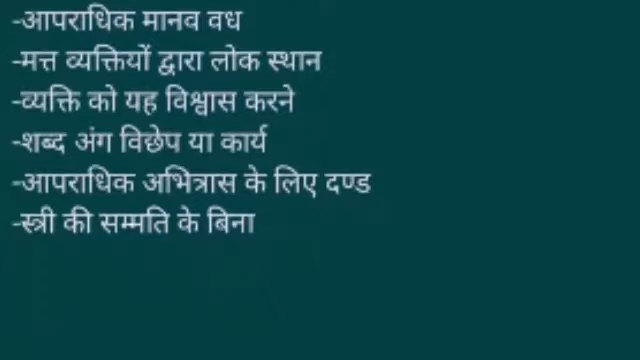 -आपराधिक मानव वध
-मत्त व्यक्तियों द्वारा लोक स्थान
-व्यक्ति को यह विश्वास करने
-शब्द अंग विछेप या कार्य
-आपराधिक अभित्रास के लिए दण्ड
-स्त्री की सम्मति के बिना